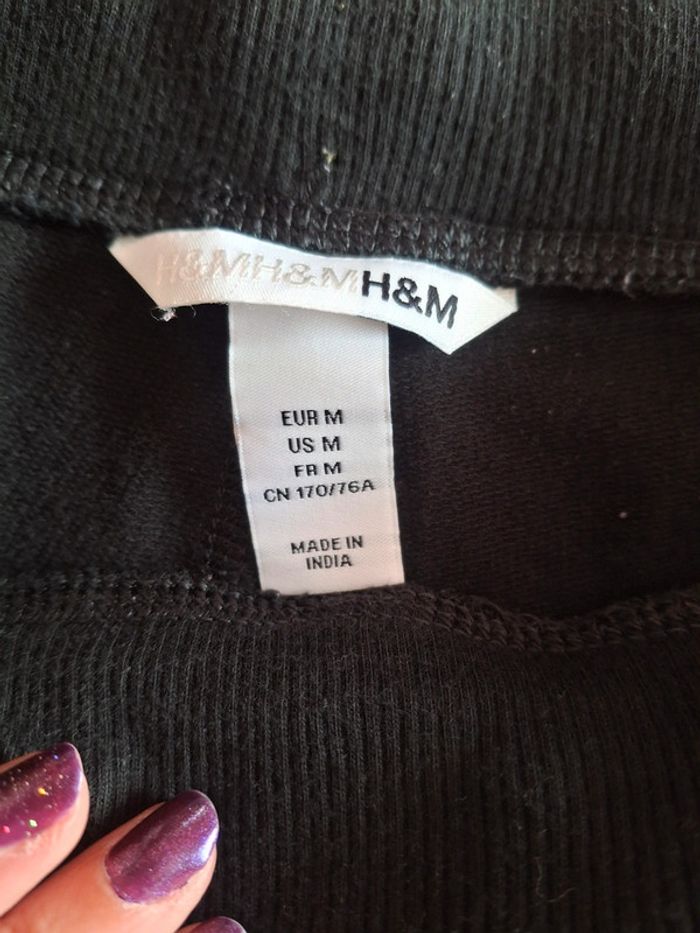 H&MH&MH&M
EUR M
US M
FR M
CN 170/76A
MADE IN
INDIA